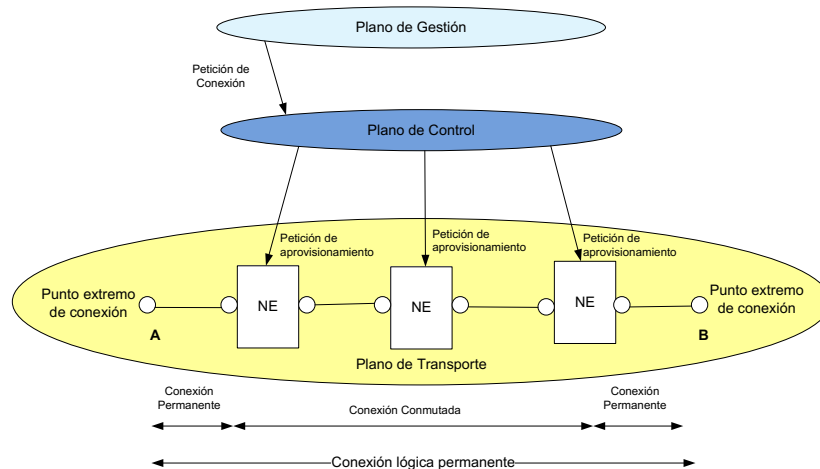 Plano de Gestión
Petición de
Conexión
Plano de Control
Petición de
aprovisionamiento
Petición de
aprovisionamiento
Petición de
aprovisionamiento
Punto extremo
de conexión
A
NE
NE
NE
Punto extremo
de conexión
B
Plano de Transporte
Conexión
Permanente
Conexión Conmutada
Conexión
Permanente
Conexión lógica permanente